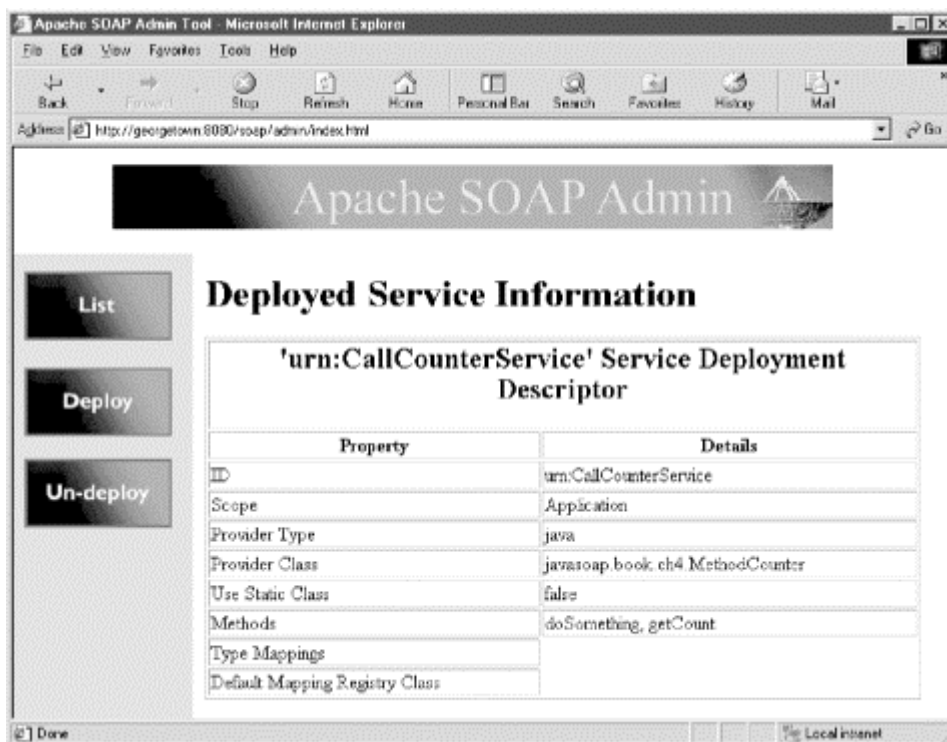 Apache SOAP Admin Tool - Microsoft Internet Explorer
File Edit View Favorites Tools Help
Back Forward Stop Refresh Home Personal Bar Search Favorites History Mail
Address http://georgetown:8080/soap/admin/index.html Go
Apache SOAP Admin
List
Deploy
Un-deploy
Deployed Service Information
'urn:CallCounterService' Service Deployment
Descriptor
Property Details
ID urn:CallCounterService
Scope Application
Provider Type java
Provider Class javasoap.book.ch4.MethodCounter
Use Static Class false
Methods doSomething, getCount
Type Mappings
Default Mapping Registry Class
Done Local intranet